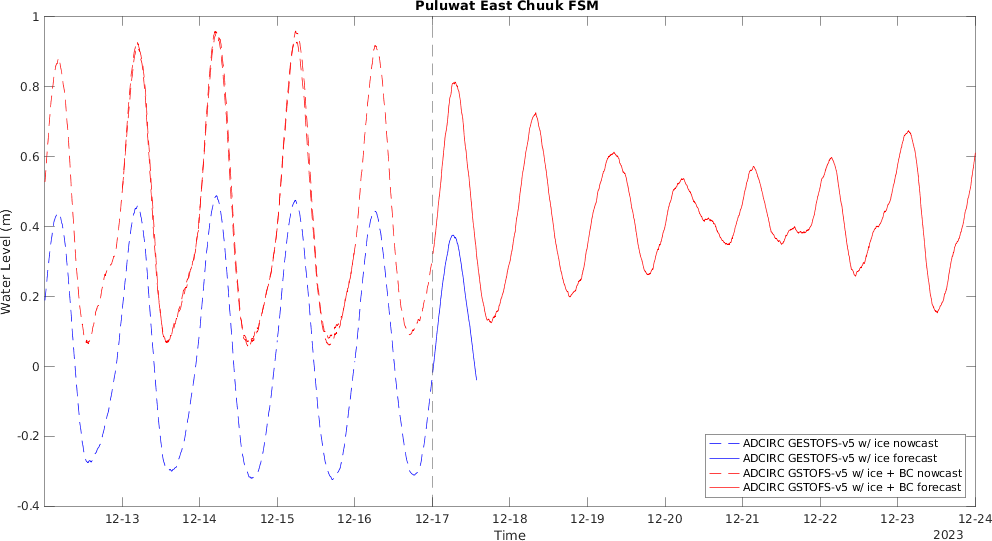 Puluwat East Chuuk FSM
1
0.8
0.6
0.4
0.2
0
-0.2
-0.4
Water Level (m)
ADCIRC GESTOFS-v5 w/ ice nowcast
ADCIRC GESTOFS-v5 w/ ice forecast
ADCIRC GSTOFS-v5 w/ ice + BC nowcast
ADCIRC GSTOFS-v5 w/ ice + BC forecast
12-13 12-14 12-15 12-16 12-17 12-18 12-19 12-20 12-21 12-22 12-23 12-24
Time
2023